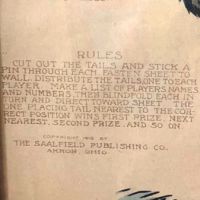 RULES
CUT OUT THE TAILS AND STICK A
PIN THROUGH EACH. FASTEN SHEET TO
WALL. DISTRIBUTE THE TAILS, ONE TO EACH
PLAYER. MAKE A LIST OF PLAYERS NAMES
AND NUMBERS. THEN BLINDFOLD EACH IN
TURN AND DIRECT TOWARD SHEET. THE
ONE PLACING TAIL NEAREST TO THE COR-
RECT POSITION WINS FIRST PRIZE. NEXT
NEAREST, SECOND PRIZE. AND SO ON.
COPYRIGHT BY
THE SAALFIELD PUBLISHING CO.
AKRON, OHIO